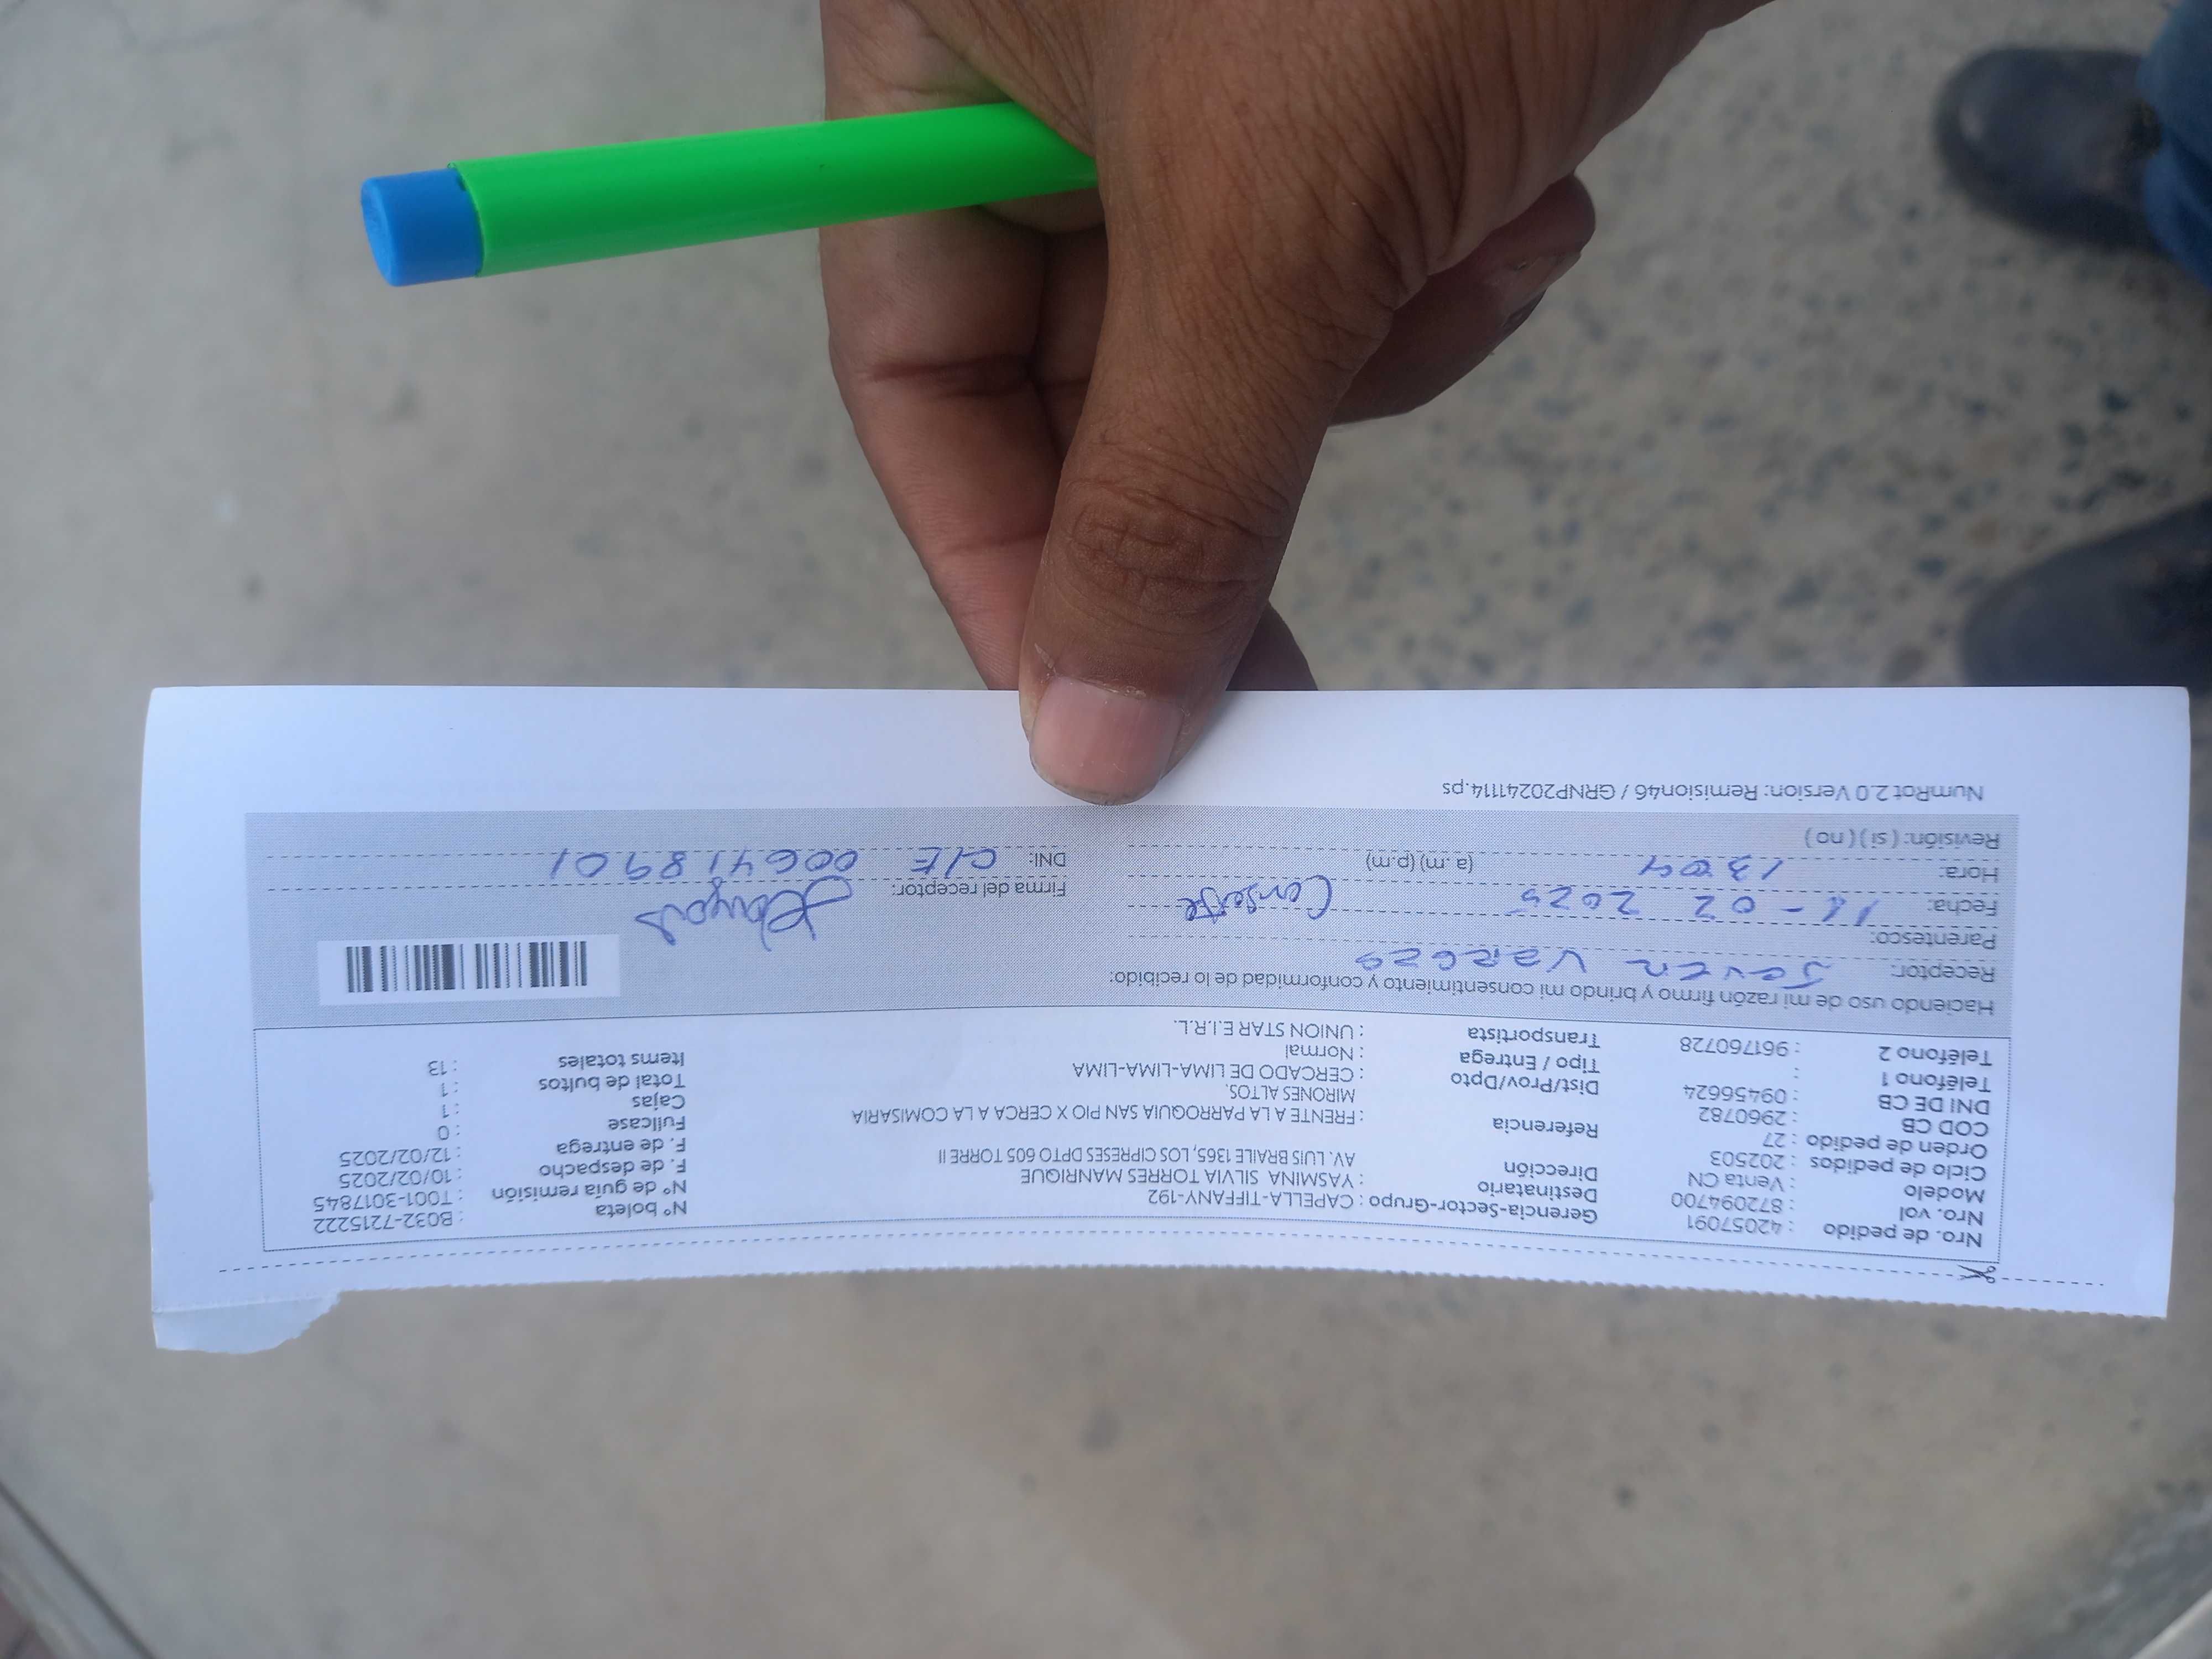 Nro. de pedido : 42057091 Gerencia-Sector-Grupo : CAPELLA-TIFFANY-192 N° boleta : B032-7215222
Nro. vol : 872094700 Destinatario : YASMINA SILVIA TORRES MANRIQUE N° de guía remisión : T001-3017845
Modelo : Venta CN Dirección AV. LUIS BRAILE 1365, LOS CIPRESES DPTO 605 TORRE II F. de despacho : 10/02/2025
Ciclo de pedidos : 202503 F. de entrega : 12/02/2025
Orden de pedido : 27 Referencia : FRENTE A LA PARROQUIA SAN PIO X CERCA A LA COMISARIA Fullcase : 0
COD CB : 2960782 MIRONES ALTOS. Cajas : 1
DNI DE CB : 09456624 Dist/Prov/Dpto : CERCADO DE LIMA-LIMA-LIMA Total de bultos : 1
Teléfono 1 : Tipo / Entrega : Normal Items totales : 13
Teléfono 2 : 961760728 Transportista : UNION STAR E.I.R.L.
Haciendo uso de mi razón firmo y brindo mi consentimiento y conformidad de lo recibido:
Receptor: VARGAS
Parentesco: Conserje
Fecha: 12-02 2025 Firma del receptor:
Hora: 1304 (a.m) (p.m) DNI: C/E 006418901
Revisión: ( si ) ( no )
NumRot 2.0 Version: Remision46 / GRNP20241114.ps